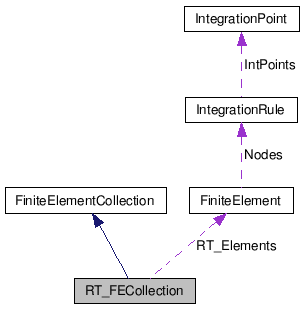 IntegrationPoint
IntPoints
IntegrationRule
Nodes
FiniteElementCollection
FiniteElement
RT_Elements
RT_FECollection